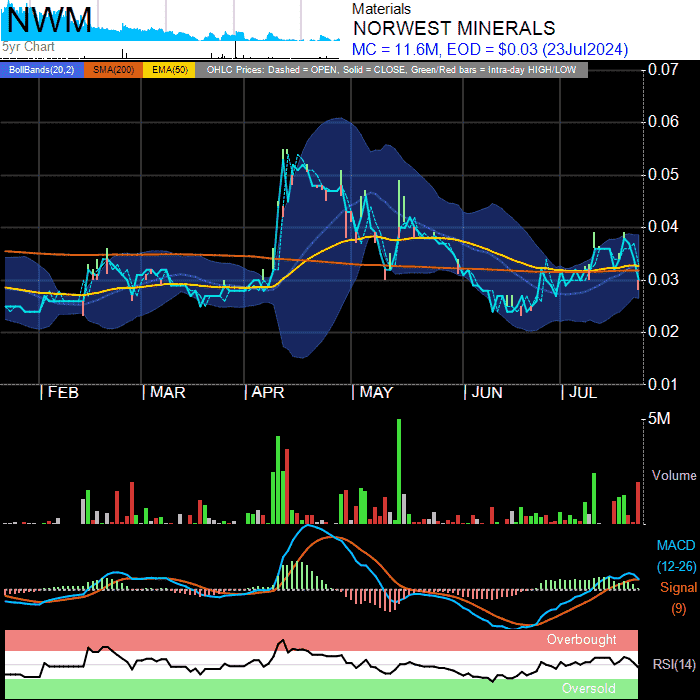 NWM
5yr Chart
Materials
NORWEST MINERALS
MC = 11.6M, EOD = $0.03 (23Jul2024)
BollBands(20,2) SMA(200) EMA(50) OHLC Prices: Dashed = OPEN, Solid = CLOSE, Green/Red bars = Intra-day HIGH/LOW
0.07
0.06
0.05
0.04
0.03
0.02
0.01
FEB MAR APR MAY JUN JUL
5M
Volume
MACD
(12-26)
Signal
(9)
Overbought
RSI(14)
Oversold